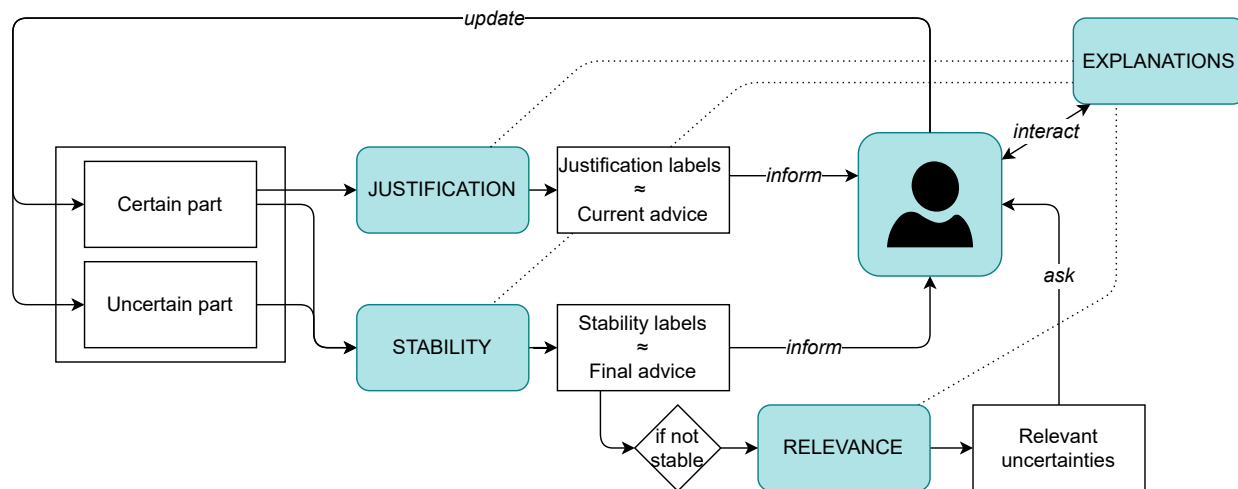 update
EXPLANATIONS
interact
Certain part
JUSTIFICATION
Justification labels
≈
Current advice
inform
Uncertain part
STABILITY
Stability labels
≈
Final advice
inform
ask
if not
stable
RELEVANCE
Relevant
uncertainties